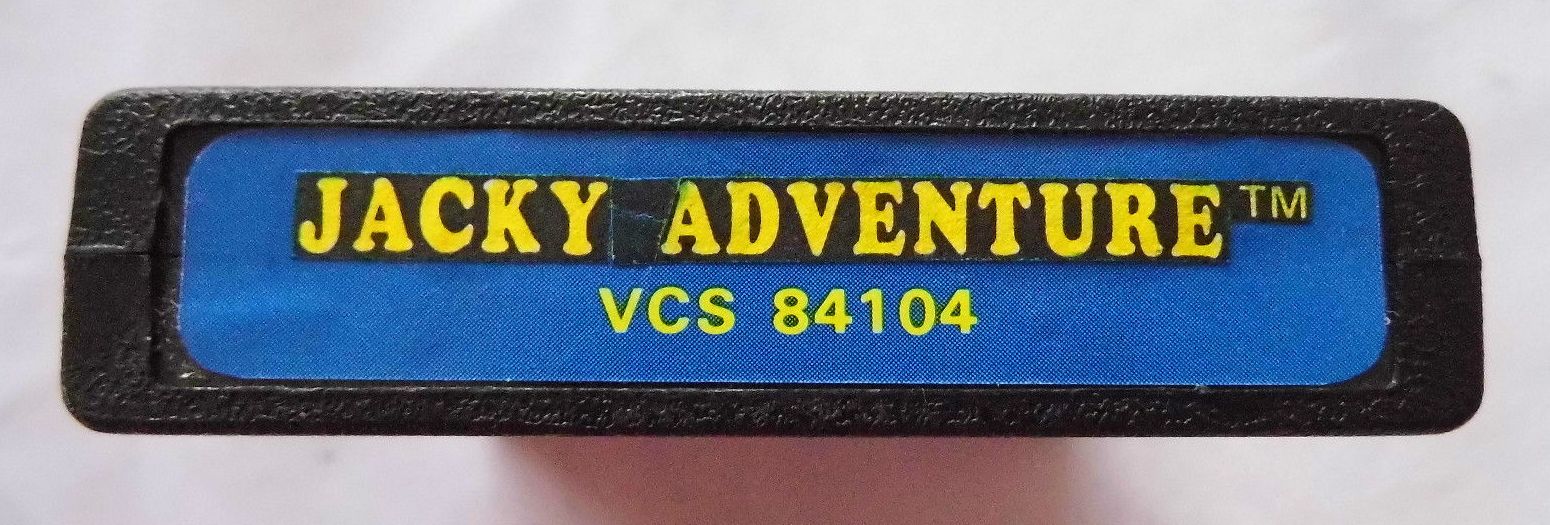 JACKY ADVENTURE™
VCS 84104